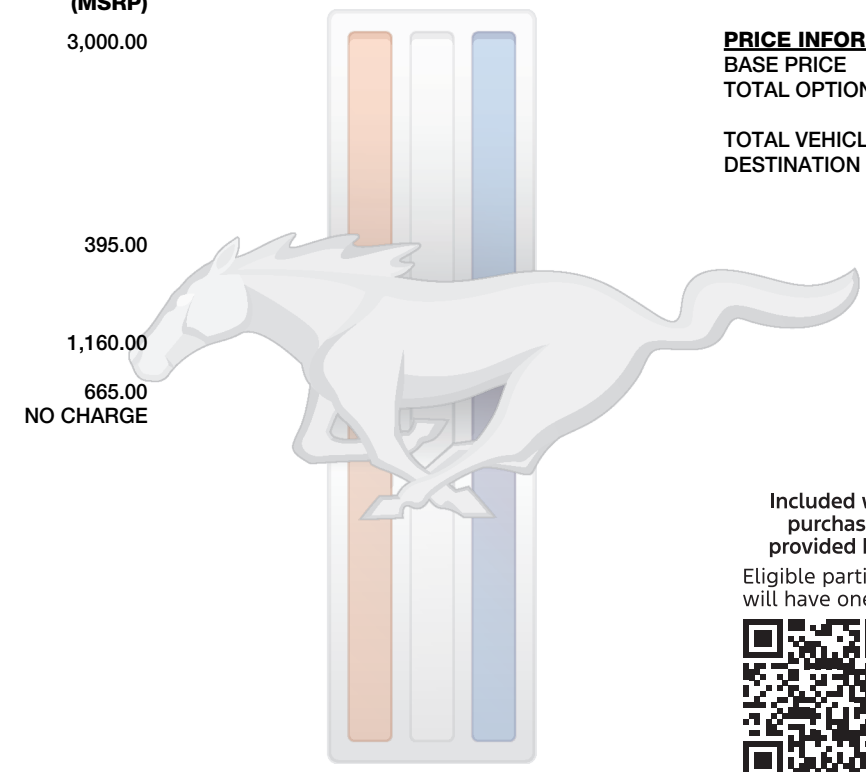 (MSRP)
3,000.00
395.00
1,160.00
665.00
NO CHARGE
PRICE INFOR
BASE PRICE
TOTAL OPTION
TOTAL VEHICL
DESTINATION
Included w
purchas
provided b
Eligible parti
will have one